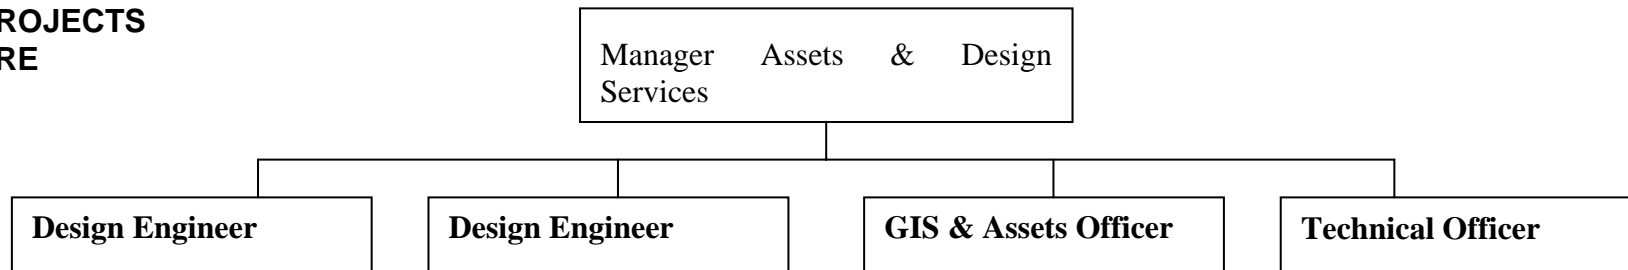 ROJECTS
RE
Manager Assets & Design
Services
Design Engineer
Design Engineer
GIS & Assets Officer
Technical Officer